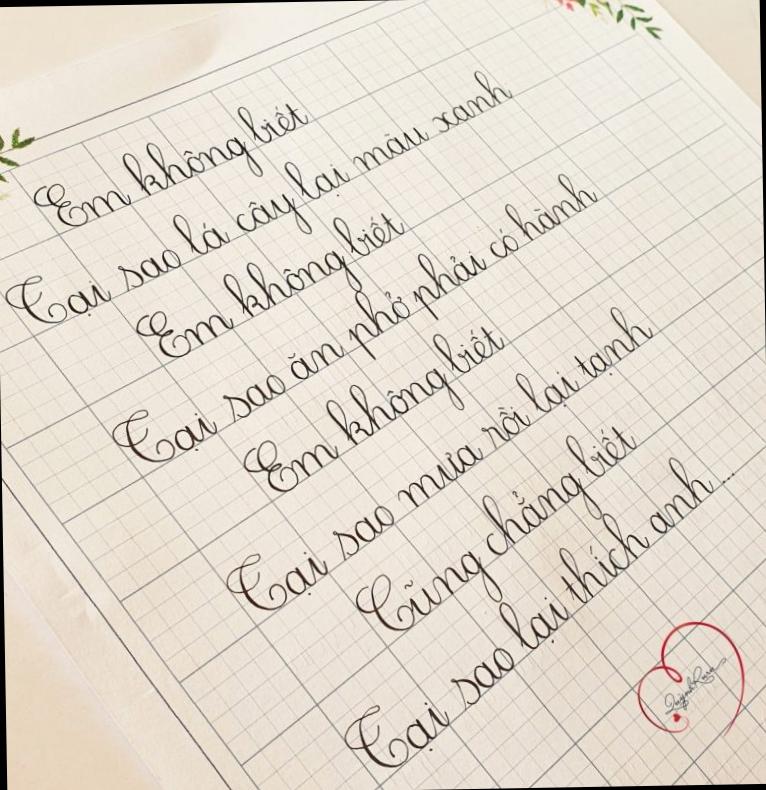 Em không biết
Tại sao lá cây lại màu xanh
Em không biết
Tại sao ăn phở phải có hành
Em không biết
Tại sao mưa rồi lại tạnh
Cũng chẳng biết
Tại sao lại thích anh...